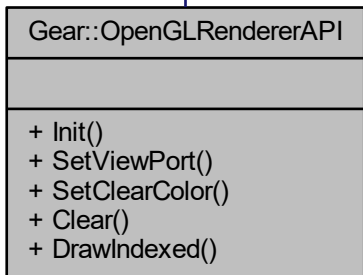 Gear::OpenGLRendererAPI
+ Init()
+ SetViewPort()
+ SetClearColor()
+ Clear()
+ DrawIndexed()